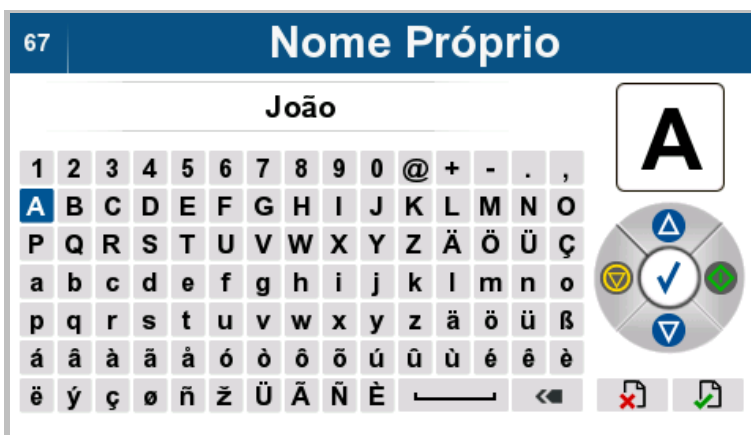 67
Nome Próprio
João
A
1 2 3 4 5 6 7 8 9 0 @ + - . ,
A B C D E F G H I J K L M N O
P Q R S T U V W X Y Z Ä Ö Ü Ç
a b c d e f g h i j k l m n o
p q r s t u v w x y z ä ö ü ß
á â à ã å ó ò ô õ ú û ù é ê è
ë ý ç ø ñ ž Ü Ã Ñ È